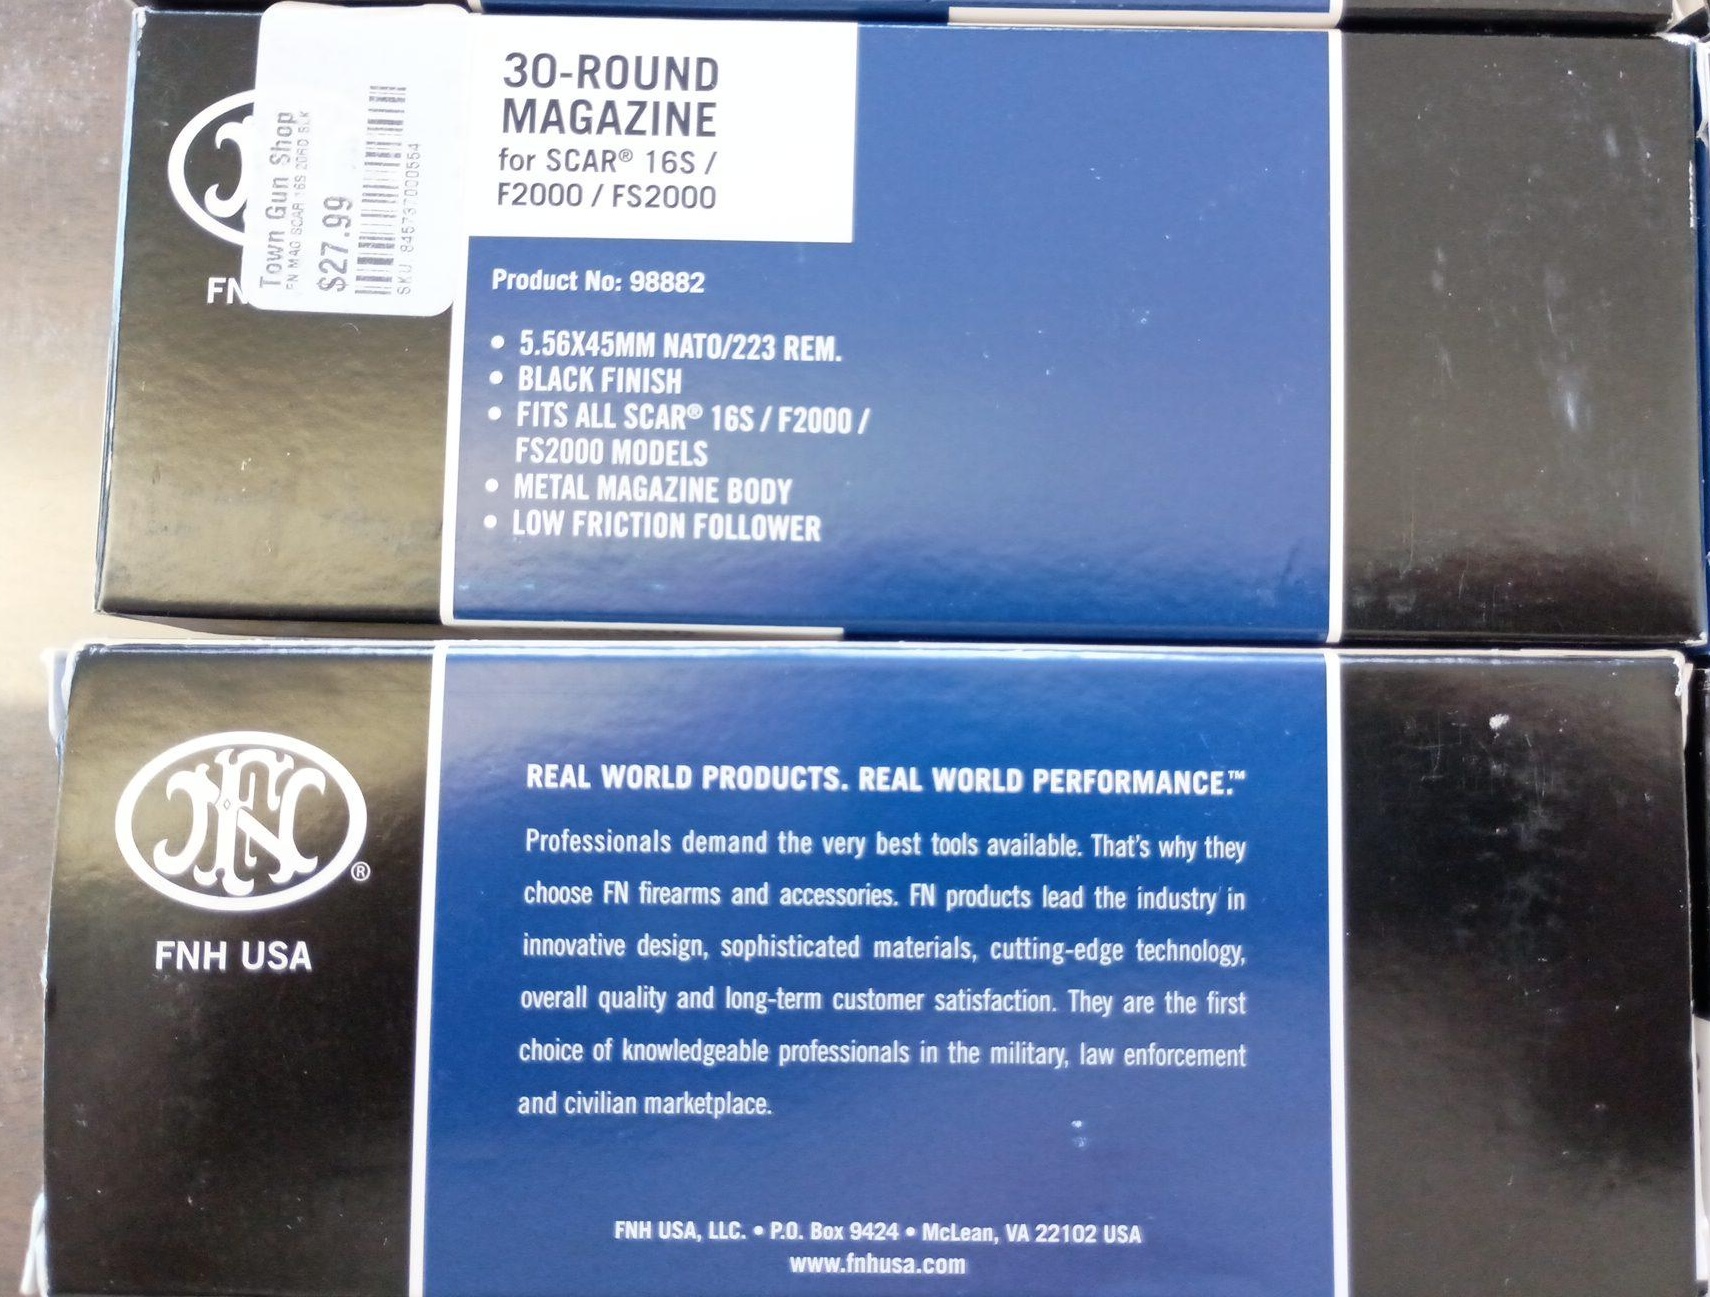 FN
Town Gun Shop
FN MAG SCAR 16S 20RD BLK
$27.99
30-ROUND
MAGAZINE
for SCAR® 16S /
F2000 / FS2000
Product No: 98882
• 5.56X45MM NATO/223 REM.
• BLACK FINISH
• FITS ALL SCAR® 16S / F2000 /
FS2000 MODELS
• METAL MAGAZINE BODY
• LOW FRICTION FOLLOWER
FN
®
FNH USA
REAL WORLD PRODUCTS. REAL WORLD PERFORMANCE.™
Professionals demand the very best tools available. That's why they
choose FN firearms and accessories. FN products lead the industry in
innovative design, sophisticated materials, cutting-edge technology,
overall quality and long-term customer satisfaction. They are the first
choice of knowledgeable professionals in the military, law enforcement
and civilian marketplace.
FNH USA, LLC. • P.O. Box 9424 • McLean, VA 22102 USA
www.fnhusa.com